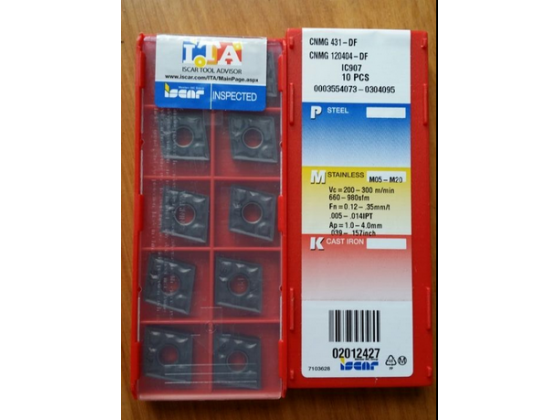 ITA
ISCAR TOOL ADVISOR
www.iscar.com/ITA/MainPage.aspx
iscar
INSPECTED
CNMG 431-DF
CNMG 120404-DF
IC907
10 PCS
0003554073-0304095
P STEEL
M STAINLESS M05-M20
Vc = 200 - 300 m/min
660 - 980sfm
Fn = 0.12 - .35mm/t
.005 - .014IPT
Ap = 1.0 - 4.0mm
.039 - .157inch
K CAST IRON
02012427
7103628
iscar